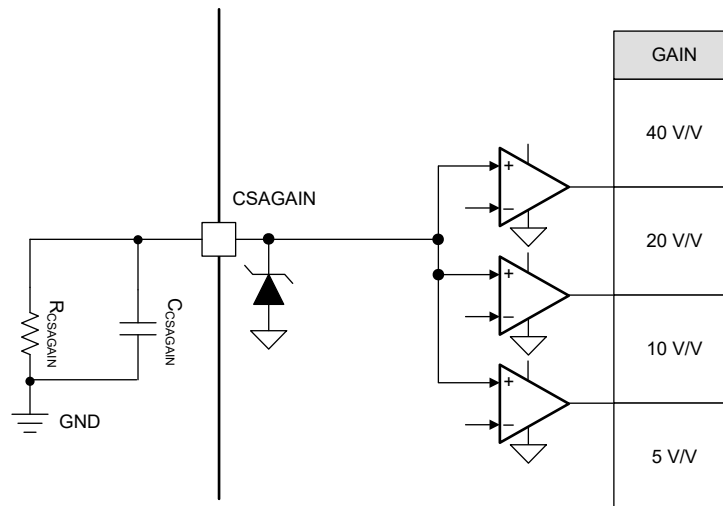 GAIN
40 V/V
CSAGAIN
+
–
20 V/V
+
–
RCSAGAIN
CCSAGAIN
10 V/V
+
–
GND
5 V/V